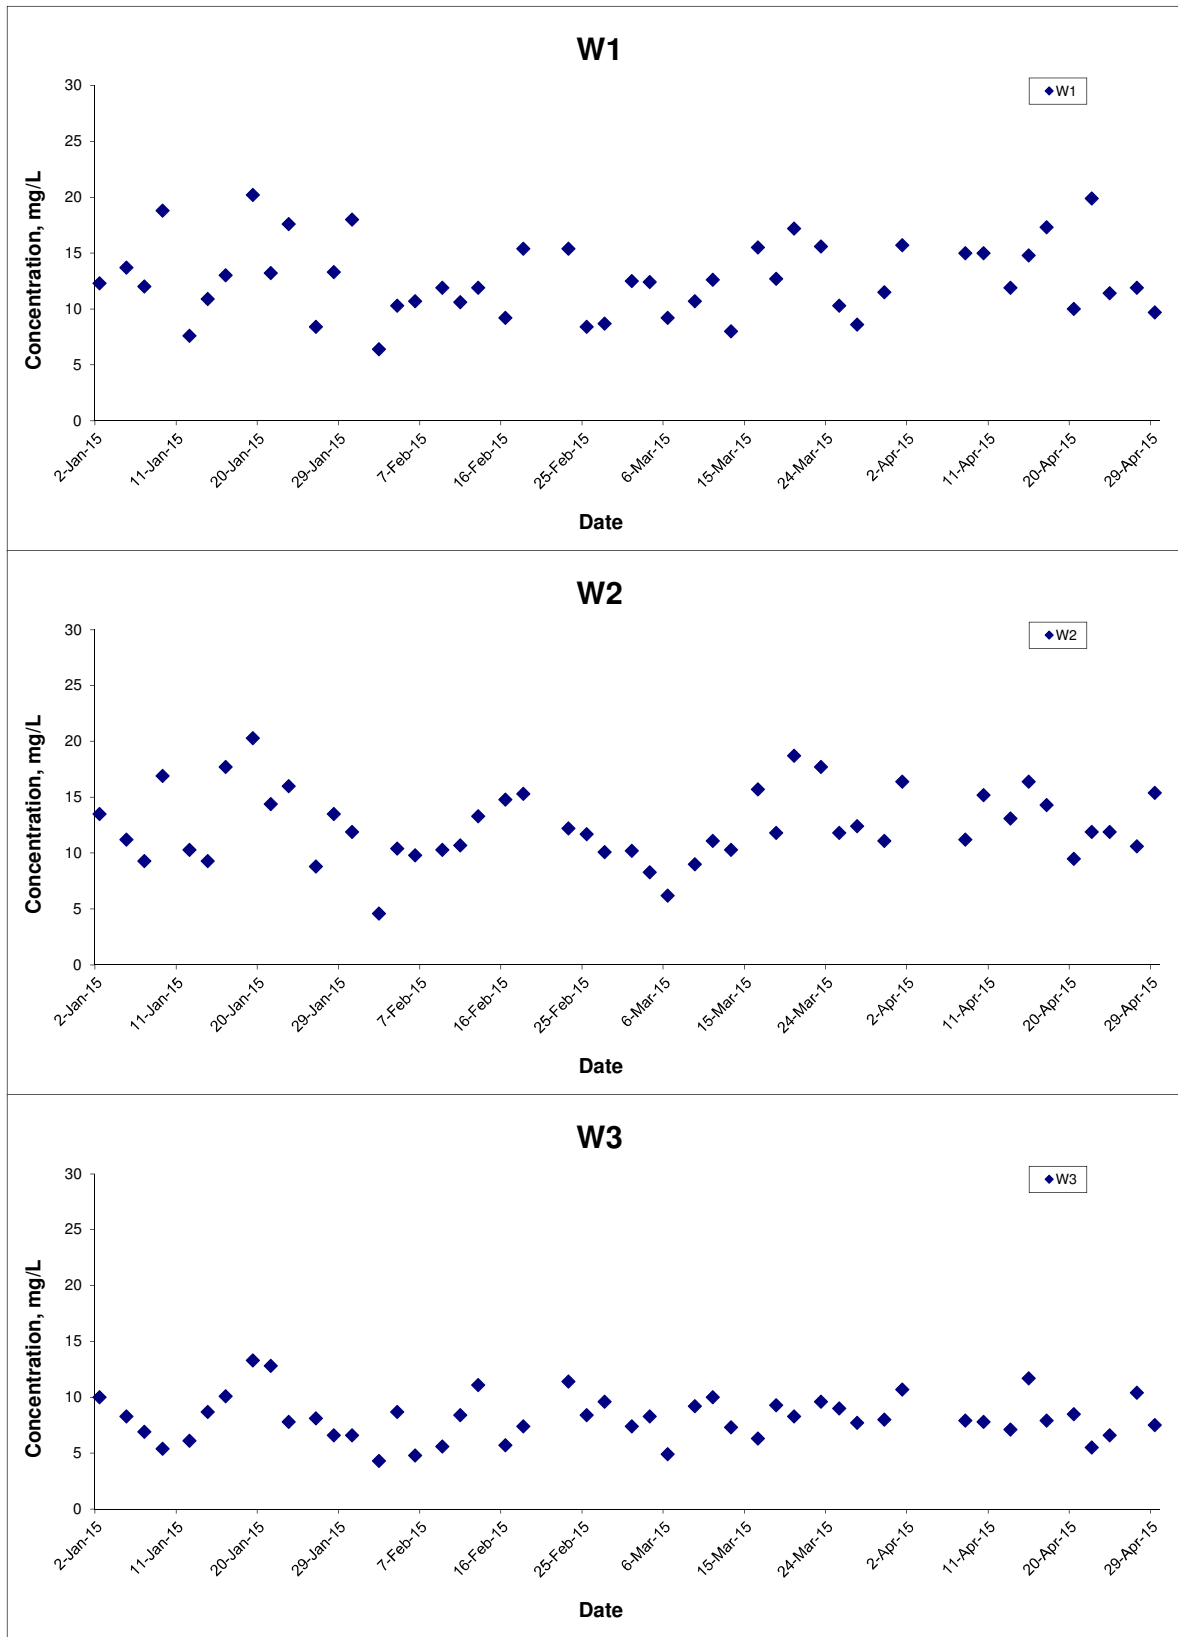 W1
W1
30
25
20
15
10
5
0
Concentration, mg/L
2-Jan-15 11-Jan-15 20-Jan-15 29-Jan-15 7-Feb-15 16-Feb-15 25-Feb-15 6-Mar-15 15-Mar-15 24-Mar-15 2-Apr-15 11-Apr-15 20-Apr-15 29-Apr-15
Date
W2
W2
30
25
20
15
10
5
0
Concentration, mg/L
2-Jan-15 11-Jan-15 20-Jan-15 29-Jan-15 7-Feb-15 16-Feb-15 25-Feb-15 6-Mar-15 15-Mar-15 24-Mar-15 2-Apr-15 11-Apr-15 20-Apr-15 29-Apr-15
Date
W3
W3
30
25
20
15
10
5
0
Concentration, mg/L
2-Jan-15 11-Jan-15 20-Jan-15 29-Jan-15 7-Feb-15 16-Feb-15 25-Feb-15 6-Mar-15 15-Mar-15 24-Mar-15 2-Apr-15 11-Apr-15 20-Apr-15 29-Apr-15
Date